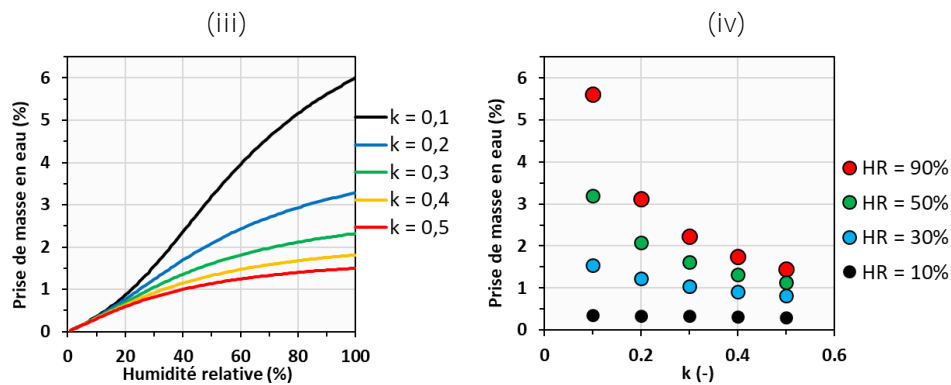 (iii)
Prise de masse en eau (%)
6
5
4
3
2
1
0
0 20 40 60 80 100
Humidité relative (%)
k = 0,1
k = 0,2
k = 0,3
k = 0,4
k = 0,5
(iv)
Prise de masse en eau (%)
6
5
4
3
2
1
0
0 0.2 0.4 0.6
k (-)
HR = 90%
HR = 50%
HR = 30%
HR = 10%